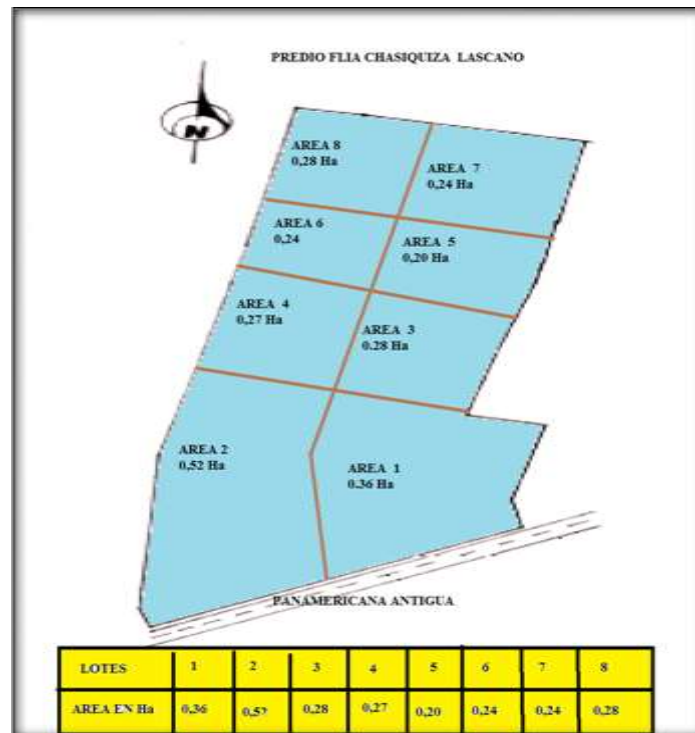 PREDIO FLIA CHASIQUIZA LASCANO
N
AREA 8
0,28 Ha
AREA 7
0,24 Ha
AREA 6
0,24
AREA 5
0,20 Ha
AREA 4
0,27 Ha
AREA 3
0.28 Ha
AREA 2
0,52 Ha
AREA 1
0.36 Ha
PANAMERICANA ANTIGUA
LOTES 1 2 3 4 5 6 7 8
AREA EN Ha 0,36 0,52 0,28 0,27 0,20 0,24 0,24 0,28